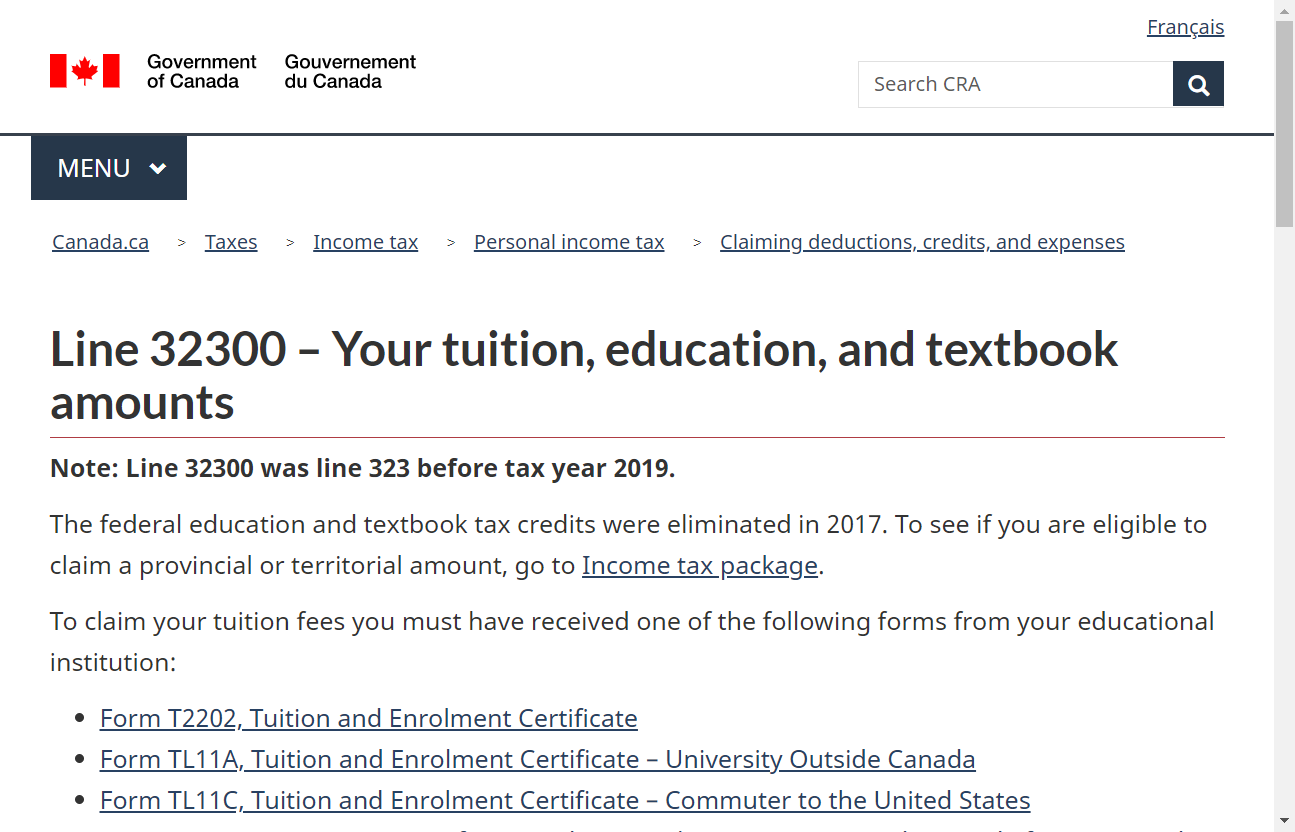 Français
Government of Canada
Gouvernement du Canada
Search CRA
MENU
Canada.ca > Taxes > Income tax > Personal income tax > Claiming deductions, credits, and expenses
Line 32300 – Your tuition, education, and textbook
amounts
Note: Line 32300 was line 323 before tax year 2019.
The federal education and textbook tax credits were eliminated in 2017. To see if you are eligible to
claim a provincial or territorial amount, go to Income tax package.
To claim your tuition fees you must have received one of the following forms from your educational
institution:
• Form T2202, Tuition and Enrolment Certificate
• Form TL11A, Tuition and Enrolment Certificate – University Outside Canada
• Form TL11C, Tuition and Enrolment Certificate – Commuter to the United States